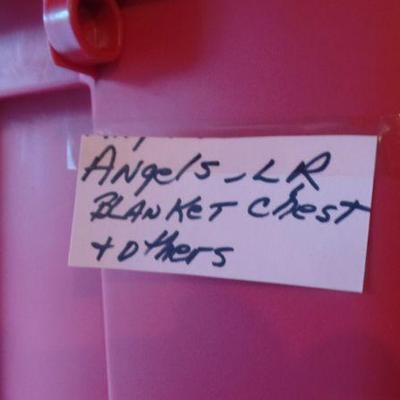 Angels - LR
Blanket Chest
+ others